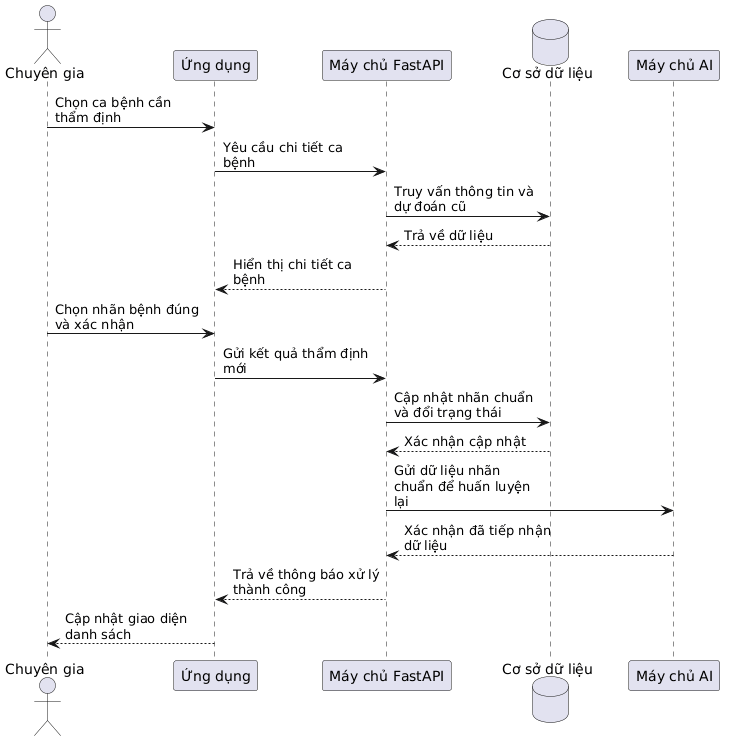 Chuyên gia
Ứng dụng
Máy chủ FastAPI
Cơ sở dữ liệu
Máy chủ AI
Chọn ca bệnh cần
thẩm định
Yêu cầu chi tiết ca
bệnh
Truy vấn thông tin và
dự đoán cũ
Trả về dữ liệu
Hiển thị chi tiết ca
bệnh
Chọn nhãn bệnh đúng
và xác nhận
Gửi kết quả thẩm định
mới
Cập nhật nhãn chuẩn
và đổi trạng thái
Xác nhận cập nhật
Gửi dữ liệu nhãn
chuẩn để huấn luyện
lại
Xác nhận đã tiếp nhận
dữ liệu
Trả về thông báo xử lý
thành công
Cập nhật giao diện
danh sách
Chuyên gia
Ứng dụng
Máy chủ FastAPI
Cơ sở dữ liệu
Máy chủ AI